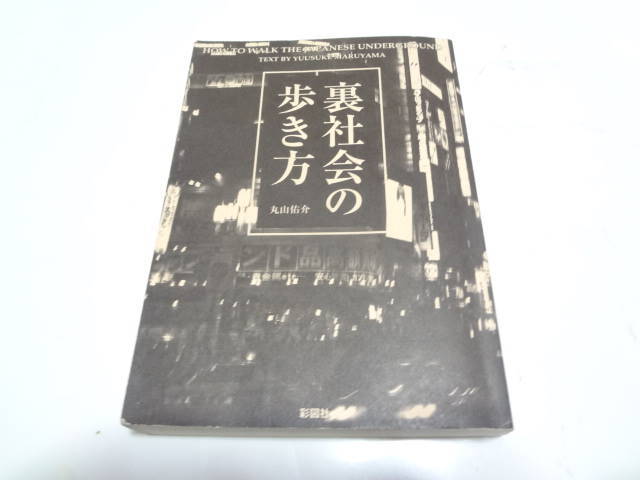 HOW TO WALK THE JAPANESE UNDERGROUND
TEXT BY YUUSUKE MARUYAMA
裏社会の
歩き方
丸山佑介
彩図社